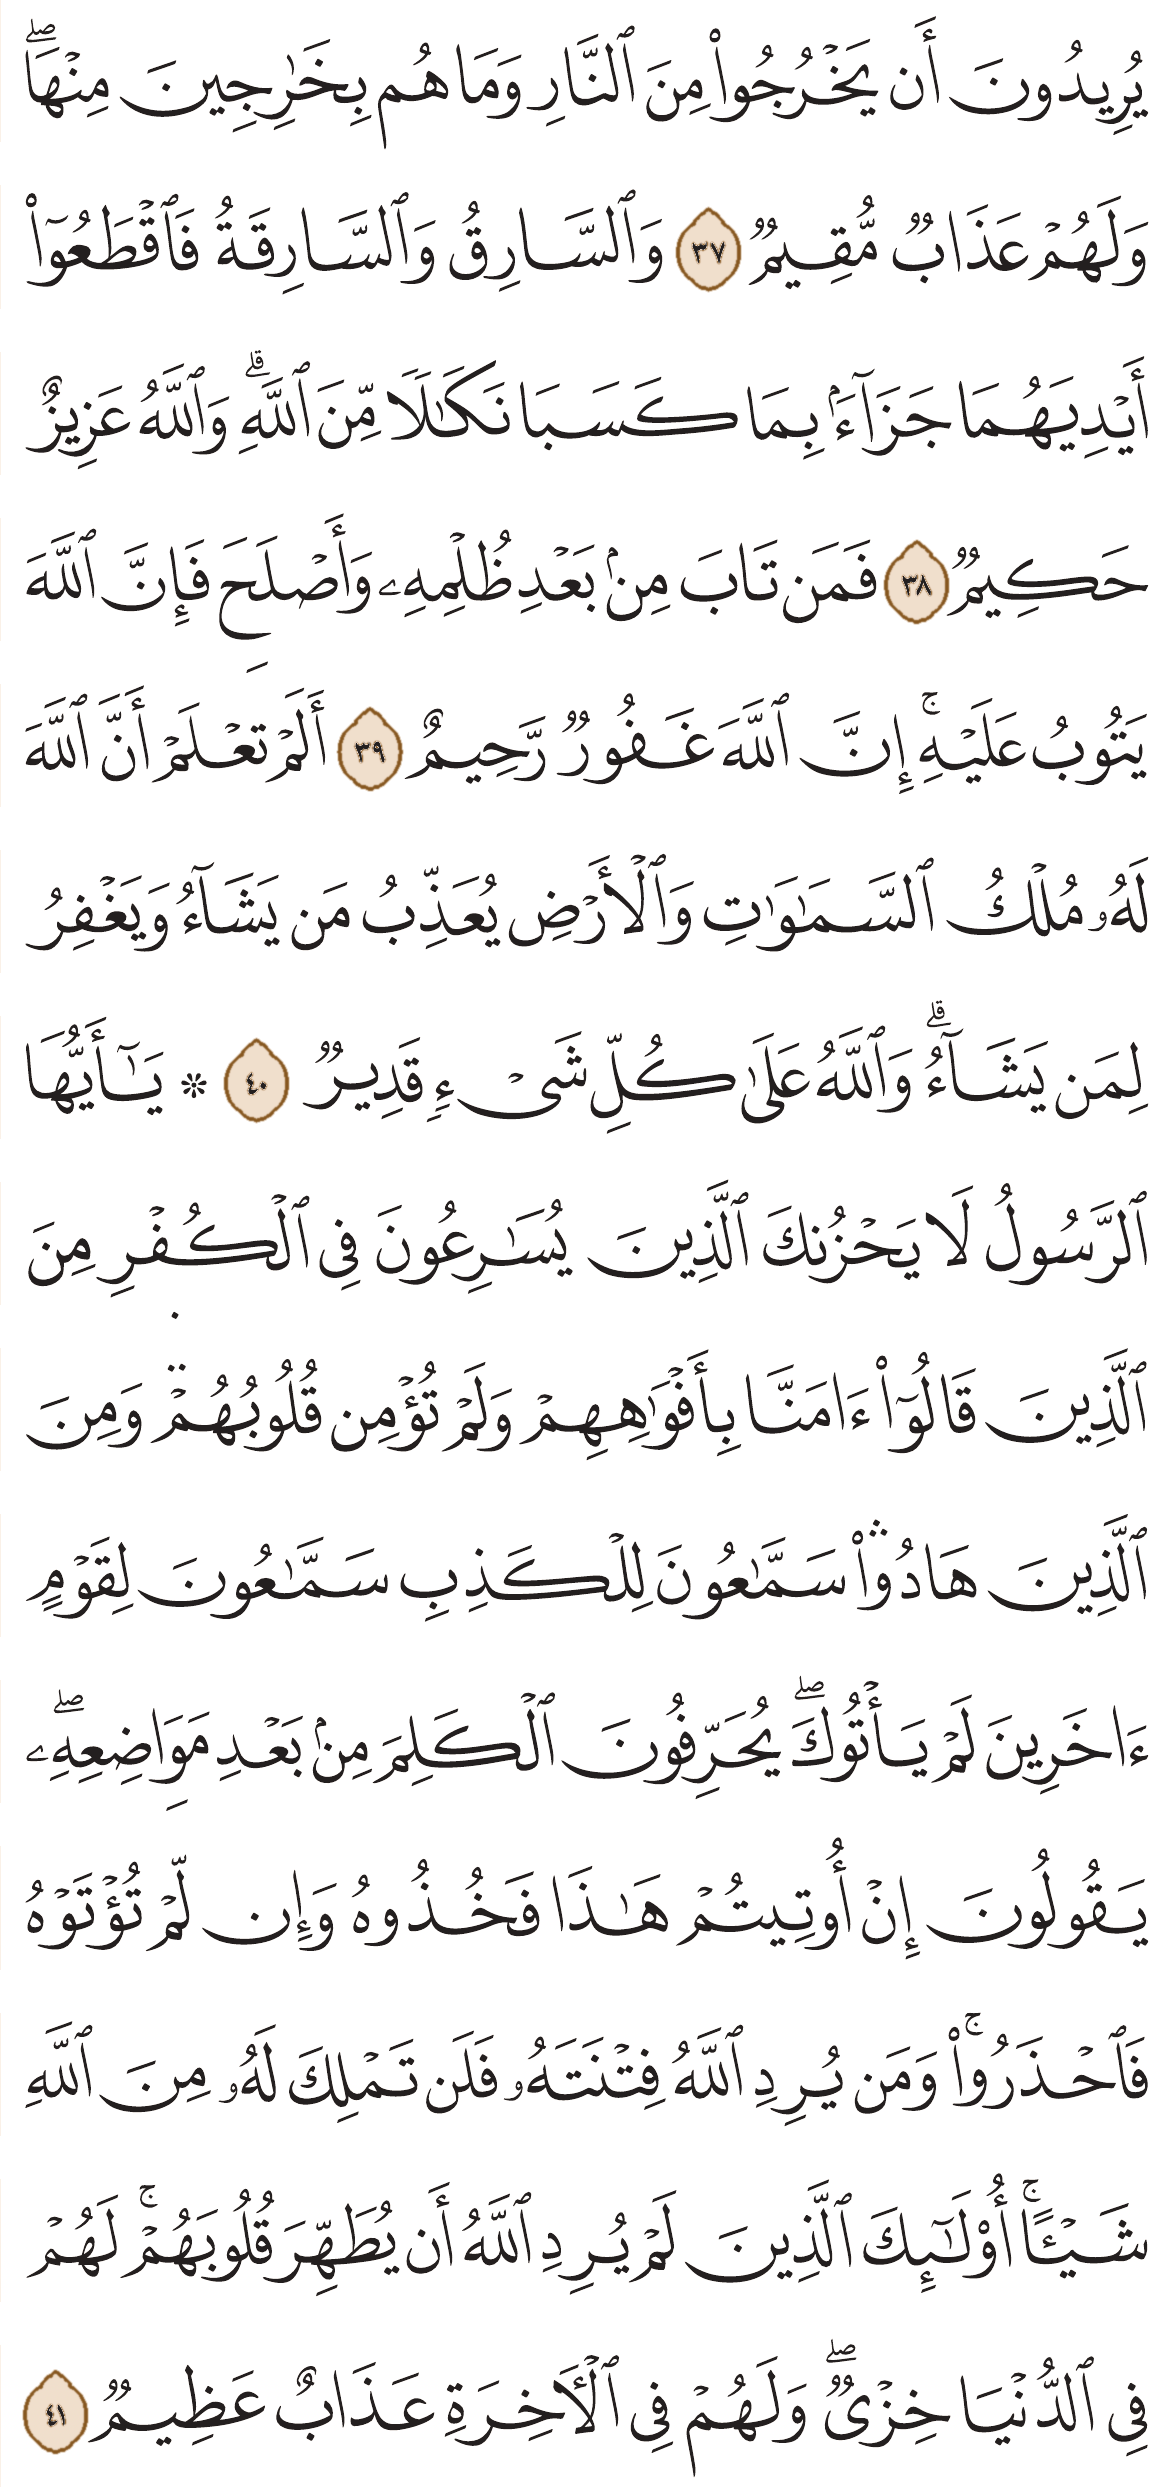 يُرِيدُونَ أَن يَخۡرُجُواْ مِنَ ٱلنَّارِ وَمَا هُم بِخَٰرِجِينَ مِنۡهَاۖ
وَلَهُمۡ عَذَابٞ مُّقِيمٞ ٣٧ وَٱلسَّارِقُ وَٱلسَّارِقَةُ فَٱقۡطَعُوٓاْ
أَيۡدِيَهُمَا جَزَآءَۢ بِمَا كَسَبَا نَكَٰلٗا مِّنَ ٱللَّهِۗ وَٱللَّهُ عَزِيزٌ
حَكِيمٞ ٣٨ فَمَن تَابَ مِنۢ بَعۡدِ ظُلۡمِهِۦ وَأَصۡلَحَ فَإِنَّ ٱللَّهَ
يَتُوبُ عَلَيۡهِۚ إِنَّ ٱللَّهَ غَفُورٞ رَّحِيمٌ ٣٩ أَلَمۡ تَعۡلَمۡ أَنَّ ٱللَّهَ
لَهُۥ مُلۡكُ ٱلسَّمَٰوَٰتِ وَٱلۡأَرۡضِ يُعَذِّبُ مَن يَشَآءُ وَيَغۡفِرُ
لِمَن يَشَآءُۗ وَٱللَّهُ عَلَىٰ كُلِّ شَيۡءٖ قَدِيرٞ ٤٠ ۞ يَٰٓأَيُّهَا
ٱلرَّسُولُ لَا يَحۡزُنكَ ٱلَّذِينَ يُسَٰرِعُونَ فِي ٱلۡكُفۡرِ مِنَ
ٱلَّذِينَ قَالُوٓاْ ءَامَنَّا بِأَفۡوَٰهِهِمۡ وَلَمۡ تُؤۡمِن قُلُوبُهُمۡۛ وَمِنَ
ٱلَّذِينَ هَادُواْۛ سَمَّٰعُونَ لِلۡكَذِبِ سَمَّٰعُونَ لِقَوۡمٍ
ءَاخَرِينَ لَمۡ يَأۡتُوكَۖ يُحَرِّفُونَ ٱلۡكَلِمَ مِنۢ بَعۡدِ مَوَاضِعِهِۦۖ
يَقُولُونَ إِنۡ أُوتِيتُمۡ هَٰذَا فَخُذُوهُ وَإِن لَّمۡ تُؤۡتَوۡهُ
فَٱحۡذَرُواْۚ وَمَن يُرِدِ ٱللَّهُ فِتۡنَتَهُۥ فَلَن تَمۡلِكَ لَهُۥ مِنَ ٱللَّهِ
شَيۡـًٔاۚ أُوْلَٰٓئِكَ ٱلَّذِينَ لَمۡ يُرِدِ ٱللَّهُ أَن يُطَهِّرَ قُلُوبَهُمۡۚ لَهُمۡ
فِي ٱلدُّنۡيَا خِزۡيٞۖ وَلَهُمۡ فِي ٱلۡأٓخِرَةِ عَذَابٌ عَظِيمٞ ٤١